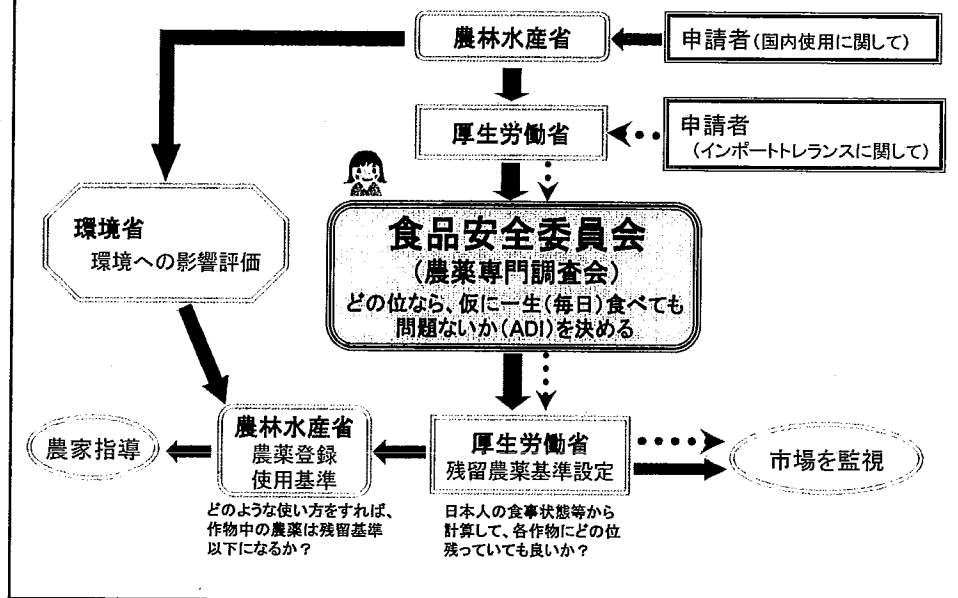 農林水産省
申請者(国内使用に関して)
厚生労働省
申請者
(インポートトレランスに関して)
環境省
環境への影響評価
食品安全委員会
(農薬専門調査会)
どの位なら、仮に一生(毎日)食べても
問題ないか(ADI)を決める
農家指導
農林水産省
農薬登録
使用基準
厚生労働省
残留農薬基準設定
市場を監視
どのような使い方をすれば、
作物中の農薬は残留基準
以下になるか?
日本人の食事状態等から
計算して、各作物にどの位
残っていても良いか?